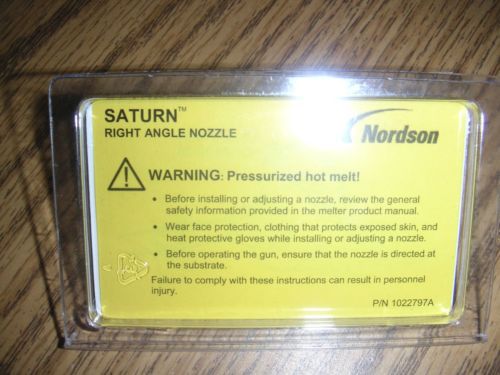 SATURN™
RIGHT ANGLE NOZZLE
Nordson
WARNING: Pressurized hot melt!
• Before installing or adjusting a nozzle, review the general
safety information provided in the melter product manual.
• Wear face protection, clothing that protects exposed skin, and
heat protective gloves while installing or adjusting a nozzle.
• Before operating the gun, ensure that the nozzle is directed at
the substrate.
Failure to comply with these instructions can result in personnel
injury.
P/N 1022797A